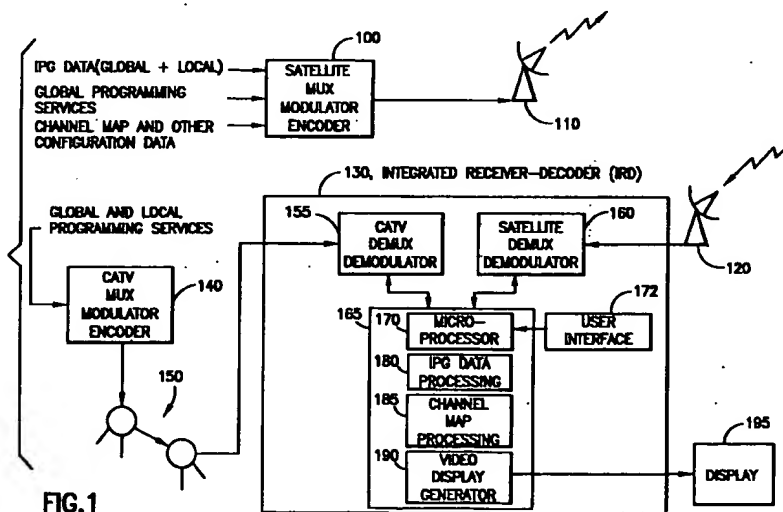 100
IPG DATA(GLOBAL + LOCAL)
GLOBAL PROGRAMMING
SERVICES
CHANNEL MAP AND OTHER
CONFIGURATION DATA
SATELLITE
MUX
MODULATOR
ENCODER
110
130, INTEGRATED RECEIVER-DECODER (IRD)
GLOBAL AND LOCAL
PROGRAMMING SERVICES
155
CATV
DEMUX
DEMODULATOR
160
SATELLITE
DEMUX
DEMODULATOR
120
CATV
MUX
MODULATOR
ENCODER
140
165
170
MICRO-
PROCESSOR
172
USER
INTERFACE
180
IPG DATA
PROCESSING
150
185
CHANNEL
MAP
PROCESSING
190
VIDEO
DISPLAY
GENERATOR
195
DISPLAY
FIG.1